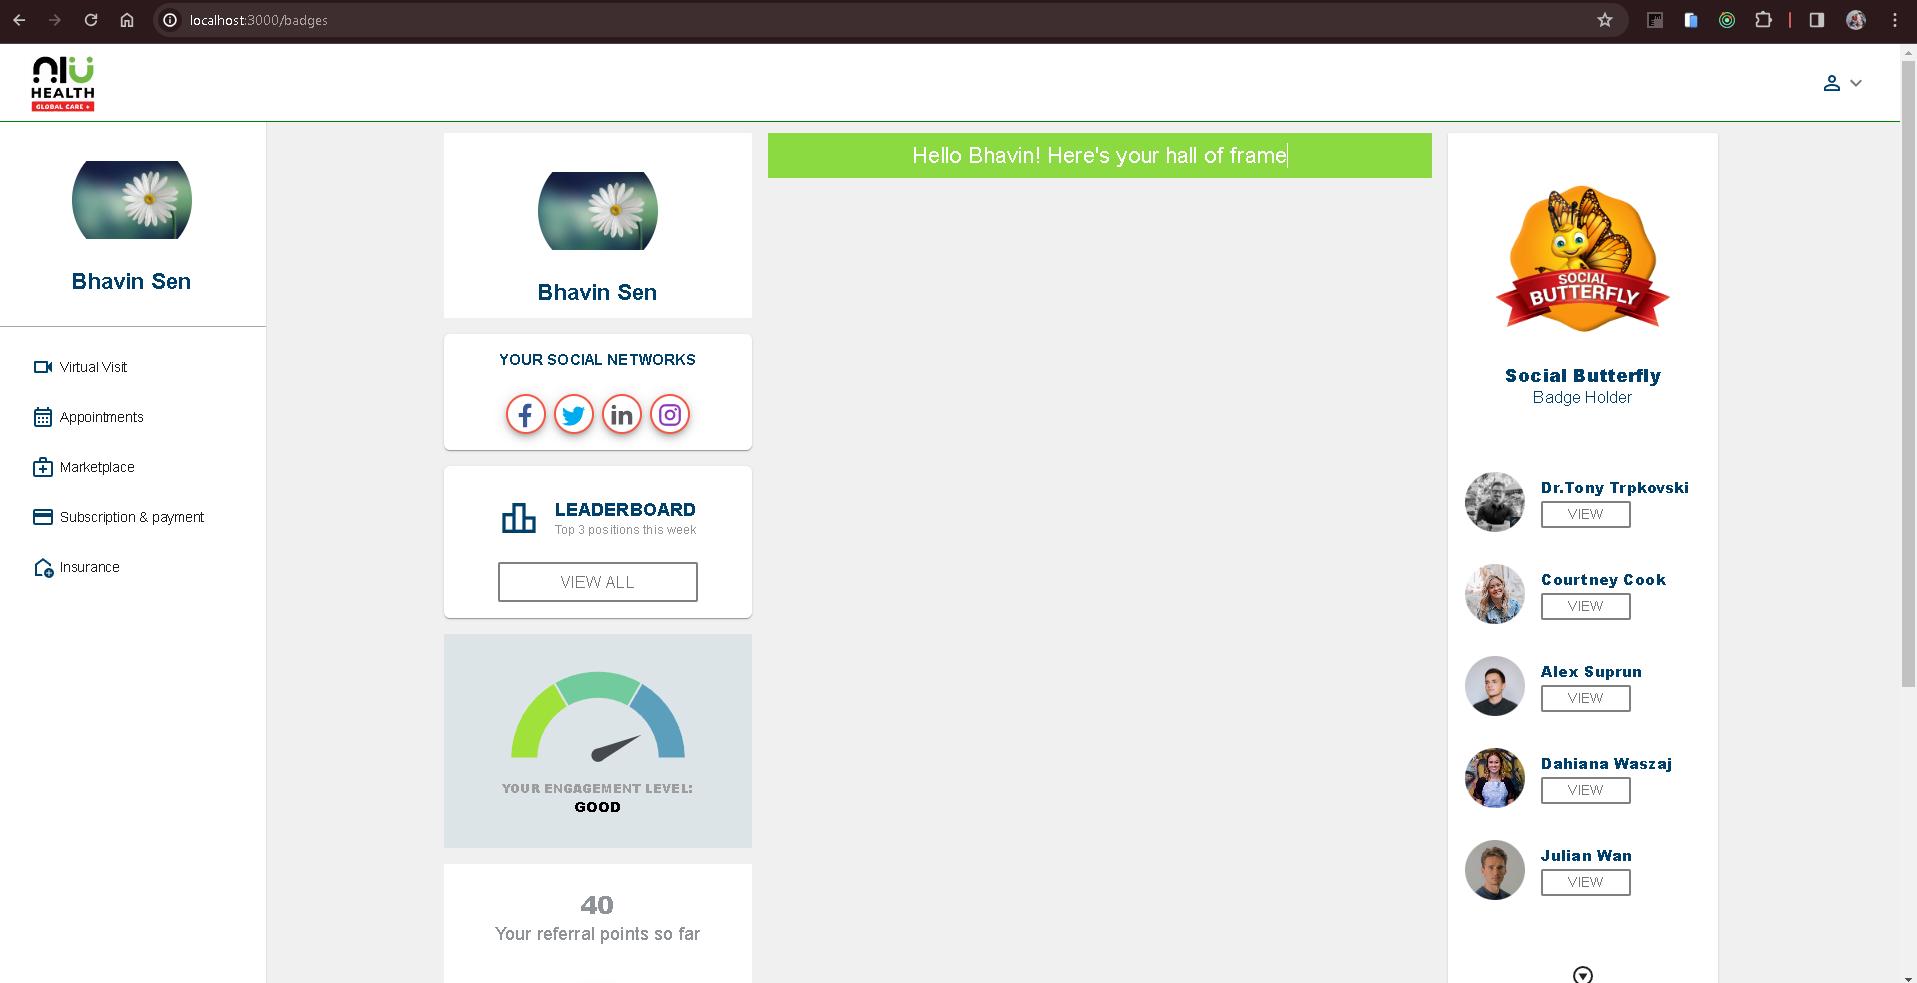 localhost:3000/badges
NIU
HEALTH
GLOBAL CARE +
Bhavin Sen
Virtual Visit
Appointments
Marketplace
Subscription & payment
Insurance
Bhavin Sen
YOUR SOCIAL NETWORKS
f
in
LEADERBOARD
Top 3 positions this week
VIEW ALL
YOUR ENGAGEMENT LEVEL:
GOOD
40
Your referral points so far
Hello Bhavin! Here's your hall of frame
SOCIAL
BUTTERFLY
Social Butterfly
Badge Holder
Dr.Tony Trpkovski
VIEW
Courtney Cook
VIEW
Alex Suprun
VIEW
Dahiana Waszaj
VIEW
Julian Wan
VIEW